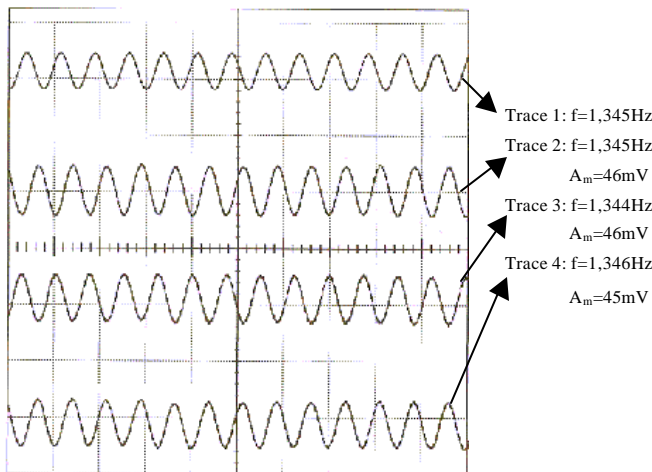 Trace 1: f=1,345Hz
Trace 2: f=1,345Hz
Am=46mV
Trace 3: f=1,344Hz
Am=46mV
Trace 4: f=1,346Hz
Am=45mV